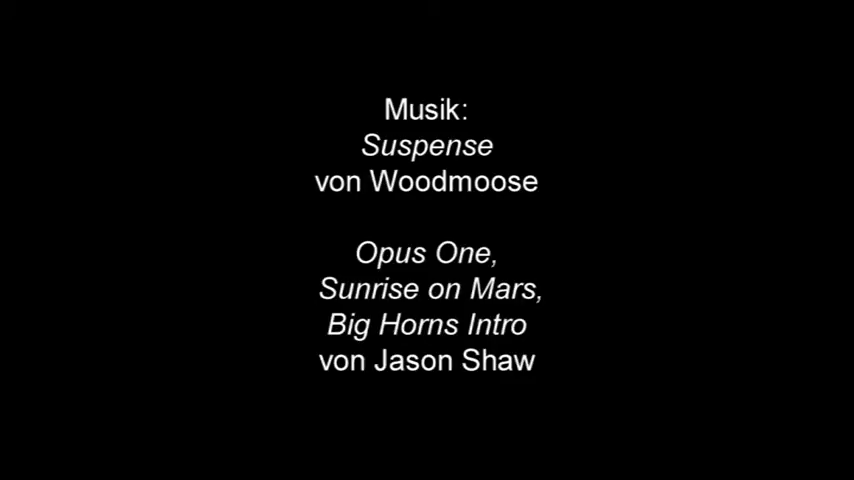 Musik:
Suspense
von Woodmoose
Opus One,
Sunrise on Mars,
Big Horns Intro
von Jason Shaw